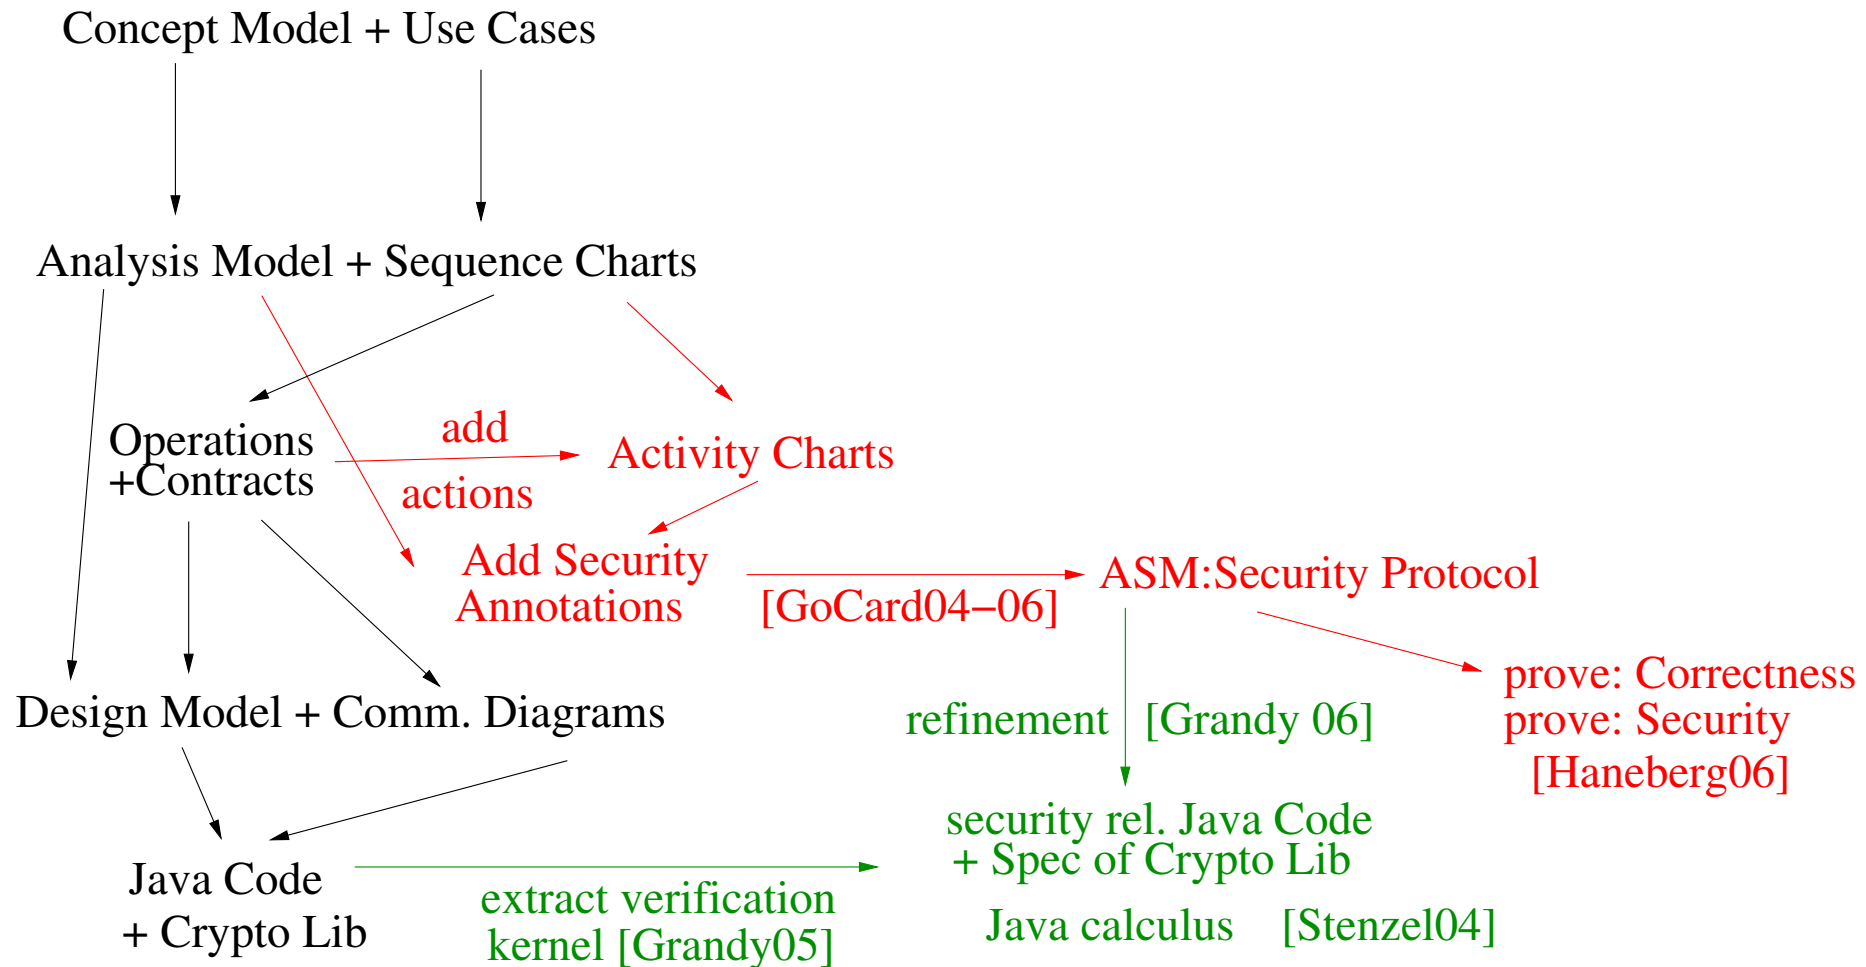 Concept Model + Use Cases
Analysis Model + Sequence Charts
Operations
+Contracts
add
actions
Activity Charts
Add Security
Annotations
[GoCard04−06]
ASM:Security Protocol
prove: Correctness
prove: Security
[Haneberg06]
refinement [Grandy 06]
Design Model + Comm. Diagrams
security rel. Java Code
+ Spec of Crypto Lib
Java calculus [Stenzel04]
Java Code
+ Crypto Lib
extract verification
kernel [Grandy05]